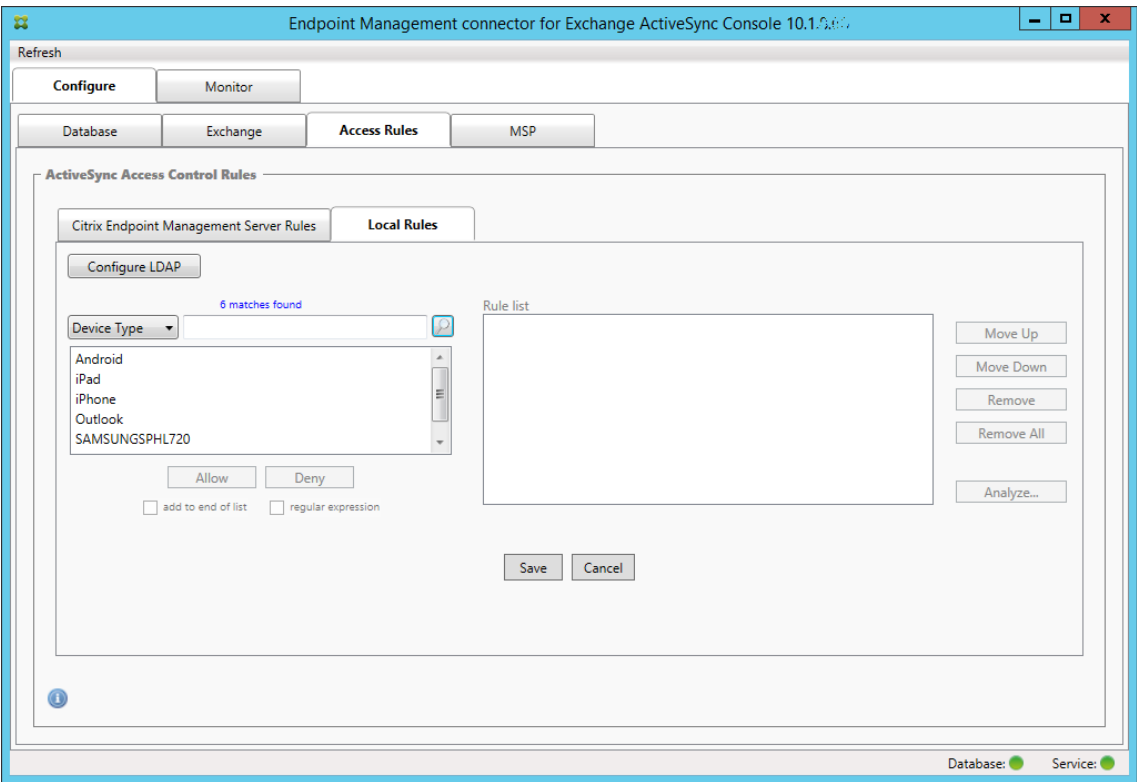 Endpoint Management connector for Exchange ActiveSync Console
Refresh
Configure
Monitor
Database
Exchange
Access Rules
MSP
ActiveSync Access Control Rules
Citrix Endpoint Management Server Rules
Local Rules
Configure LDAP
6 matches found
Device Type
Android
iPad
iPhone
Outlook
SAMSUNGSPHL720
Allow
Deny
add to end of list
regular expression
Rule list
Move Up
Move Down
Remove
Remove All
Analyze...
Save
Cancel
Database:
Service: